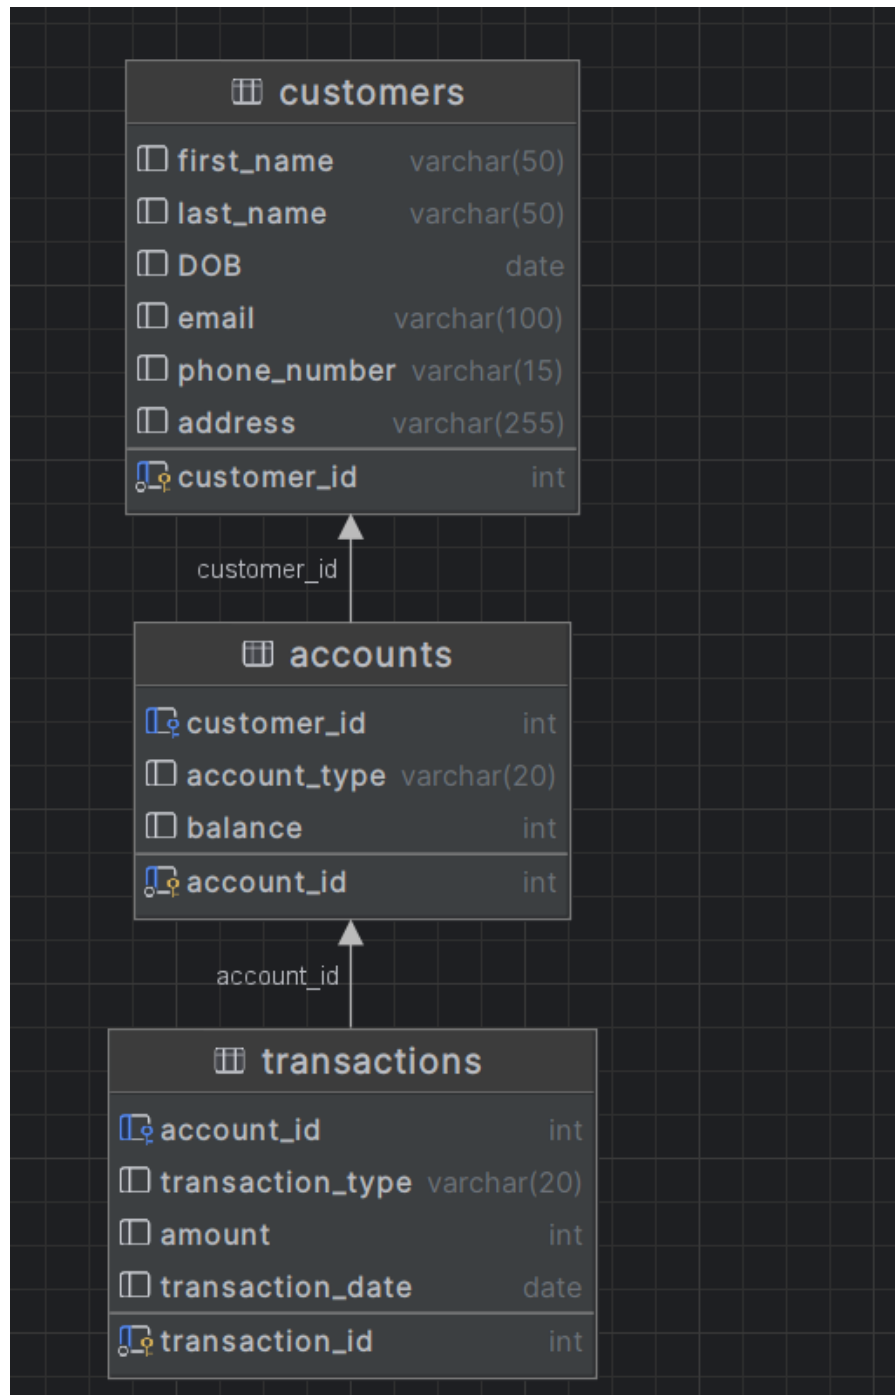 customers
first_name varchar(50)
last_name varchar(50)
DOB date
email varchar(100)
phone_number varchar(15)
address varchar(255)
customer_id int
customer_id
accounts
customer_id int
account_type varchar(20)
balance int
account_id int
account_id
transactions
account_id int
transaction_type varchar(20)
amount int
transaction_date date
transaction_id int